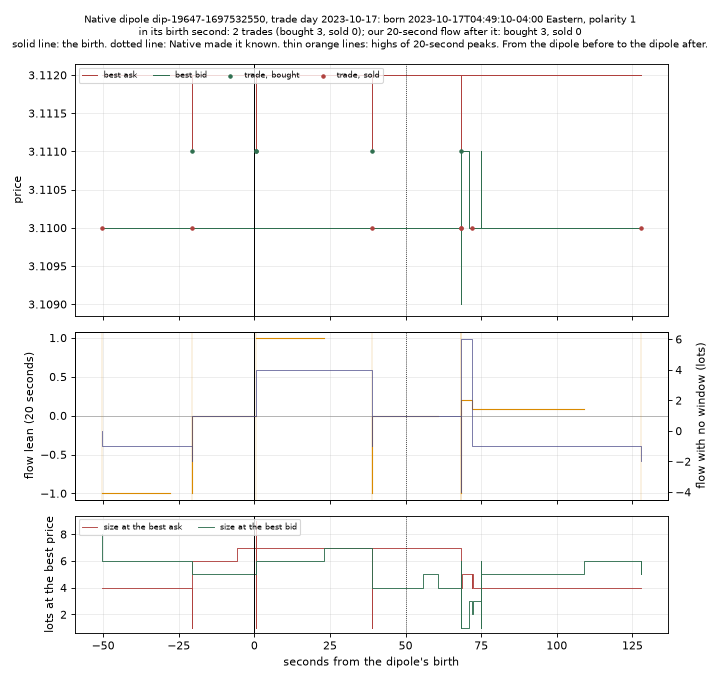 Native dipole dip-19647-1697532550, trade day 2023-10-17: born 2023-10-17T04:49:10-04:00 Eastern, polarity 1
in its birth second: 2 trades (bought 3, sold 0); our 20-second flow after it: bought 3, sold 0
solid line: the birth. dotted line: Native made it known. thin orange lines: highs of 20-second peaks. From the dipole before to the dipole after.
best ask best bid trade, bought trade, sold
3.1120
3.1115
3.1110
3.1105
3.1100
3.1095
3.1090
price
1.0
0.5
0.0
−0.5
−1.0
flow lean (20 seconds)
6
4
2
0
−2
−4
flow with no window (lots)
size at the best ask size at the best bid
8
6
4
2
lots at the best price
−50 −25 0 25 50 75 100 125
seconds from the dipole's birth